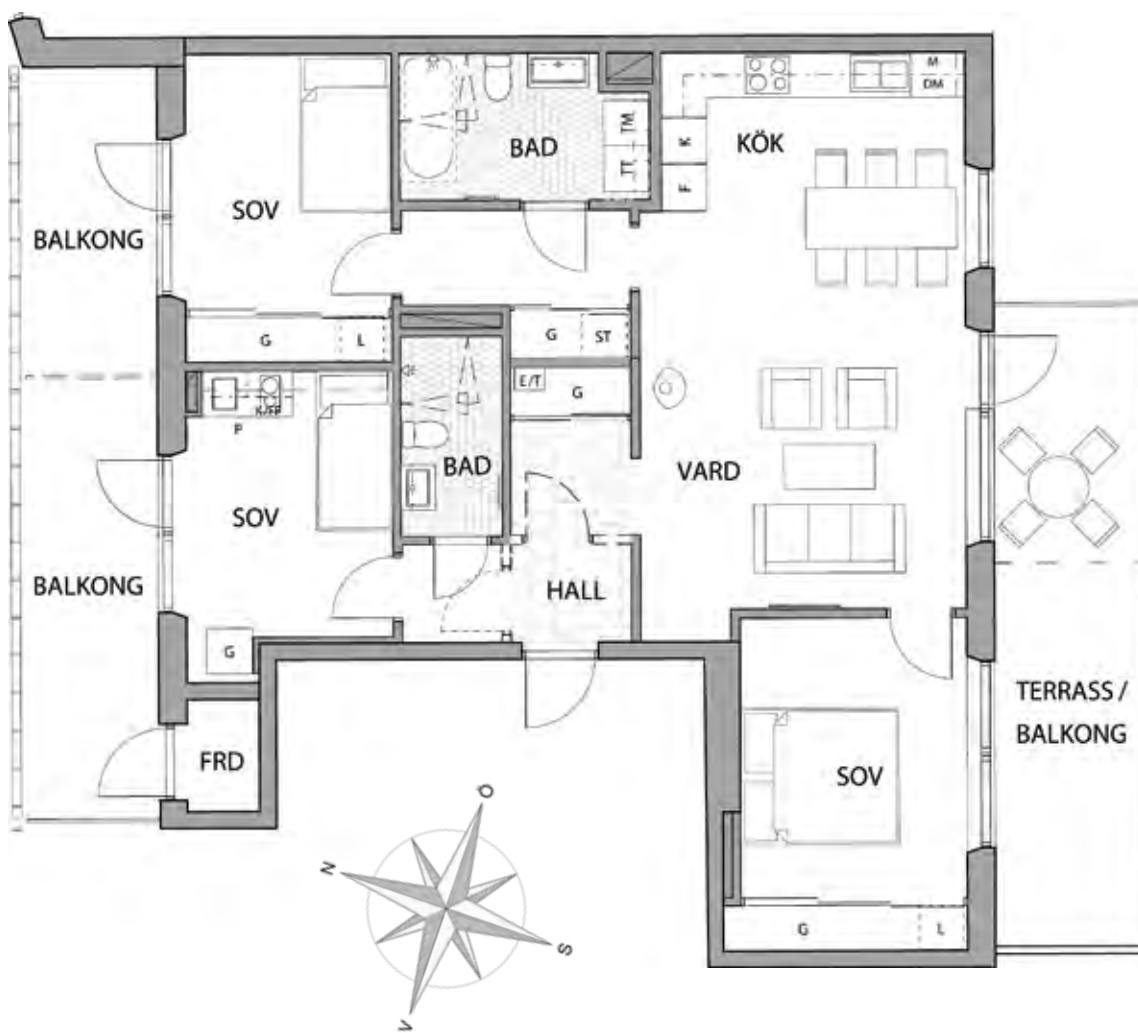 M
DM
BAD
TM
TT
K
F
KÖK
SOV
BALKONG
G
L
G
ST
E/T
G
K/FP
P
BAD
VARD
SOV
BALKONG
HALL
G
FRD
SOV
TERRASS /
BALKONG
G
L
Ö
N
S
V